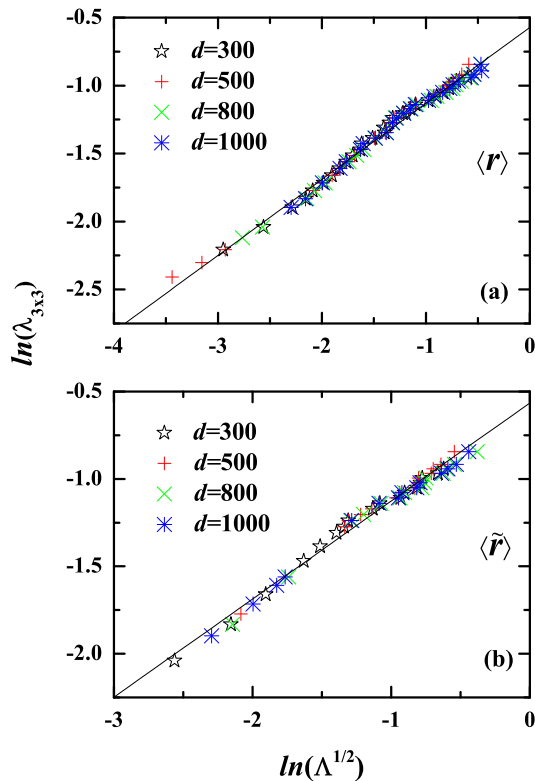 -0.5
-1.0
-1.5
-2.0
-2.5
d=300
d=500
d=800
d=1000
⟨r⟩
(a)
-4 -3 -2 -1 0
ln(λ3x3)
-0.5
-1.0
-1.5
-2.0
d=300
d=500
d=800
d=1000
⟨r̃⟩
(b)
-3 -2 -1 0
ln(Λ1/2)